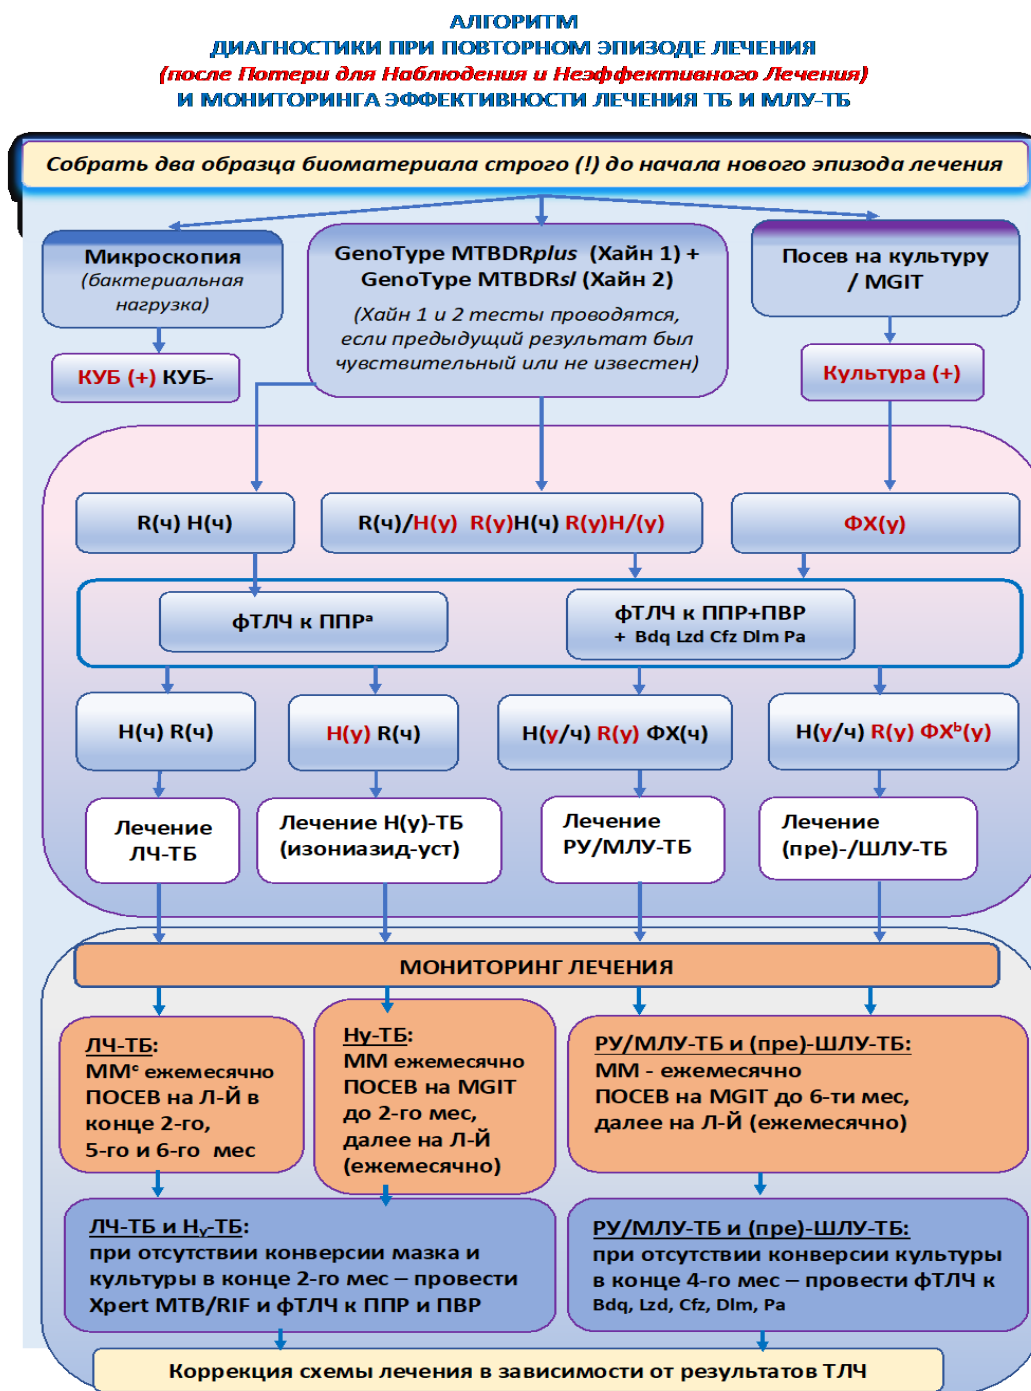 АЛГОРИТМ
ДИАГНОСТИКИ ПРИ ПОВТОРНОМ ЭПИЗОДЕ ЛЕЧЕНИЯ
(после Потери для Наблюдения и Неэффективного Лечения)
И МОНИТОРИНГА ЭФФЕКТИВНОСТИ ЛЕЧЕНИЯ ТБ И МЛУ-ТБ
Собрать два образца биоматериала строго (!) до начала нового эпизода лечения
Микроскопия
(бактериальная
нагрузка)
КУБ (+) КУБ-
GenoType MTBDRplus (Хайн 1) +
GenoType MTBDRsl (Хайн 2)
(Хайн 1 и 2 тесты проводятся,
если предыдущий результат был
чувствительный или не известен)
Посев на культуру
/ MGIT
Культура (+)
R(ч) H(ч)
R(ч)/H(у) R(у)H(ч) R(у)H/(у)
ФХ(у)
фТЛЧ к ППРᵃ
фТЛЧ к ППР+ПВР
+ Bdq Lzd Cfz Dlm Pa
H(ч) R(ч)
H(у) R(ч)
H(у/ч) R(у) ФХ(ч)
H(у/ч) R(у) ФХᵇ(у)
Лечение
ЛЧ-ТБ
Лечение H(у)-ТБ
(изониазид-уст)
Лечение
РУ/МЛУ-ТБ
Лечение
(пре)-/ШЛУ-ТБ
МОНИТОРИНГ ЛЕЧЕНИЯ
ЛЧ-ТБ:
ММᶜ ежемесячно
ПОСЕВ на Л-Й в
конце 2-го,
5-го и 6-го мес
Ну-ТБ:
ММ ежемесячно
ПОСЕВ на MGIT
до 2-го мес,
далее на Л-Й
(ежемесячно)
РУ/МЛУ-ТБ и (пре)-ШЛУ-ТБ:
ММ - ежемесячно
ПОСЕВ на MGIT до 6-ти мес,
далее на Л-Й (ежемесячно)
ЛЧ-ТБ и Hᵧ-ТБ:
при отсутствии конверсии мазка и
культуры в конце 2-го мес – провести
Xpert MTB/RIF и фТЛЧ к ППР и ПВР
РУ/МЛУ-ТБ и (пре)-ШЛУ-ТБ:
при отсутствии конверсии культуры
в конце 4-го мес – провести фТЛЧ к
Bdq, Lzd, Cfz, Dlm, Pa
Коррекция схемы лечения в зависимости от результатов ТЛЧ